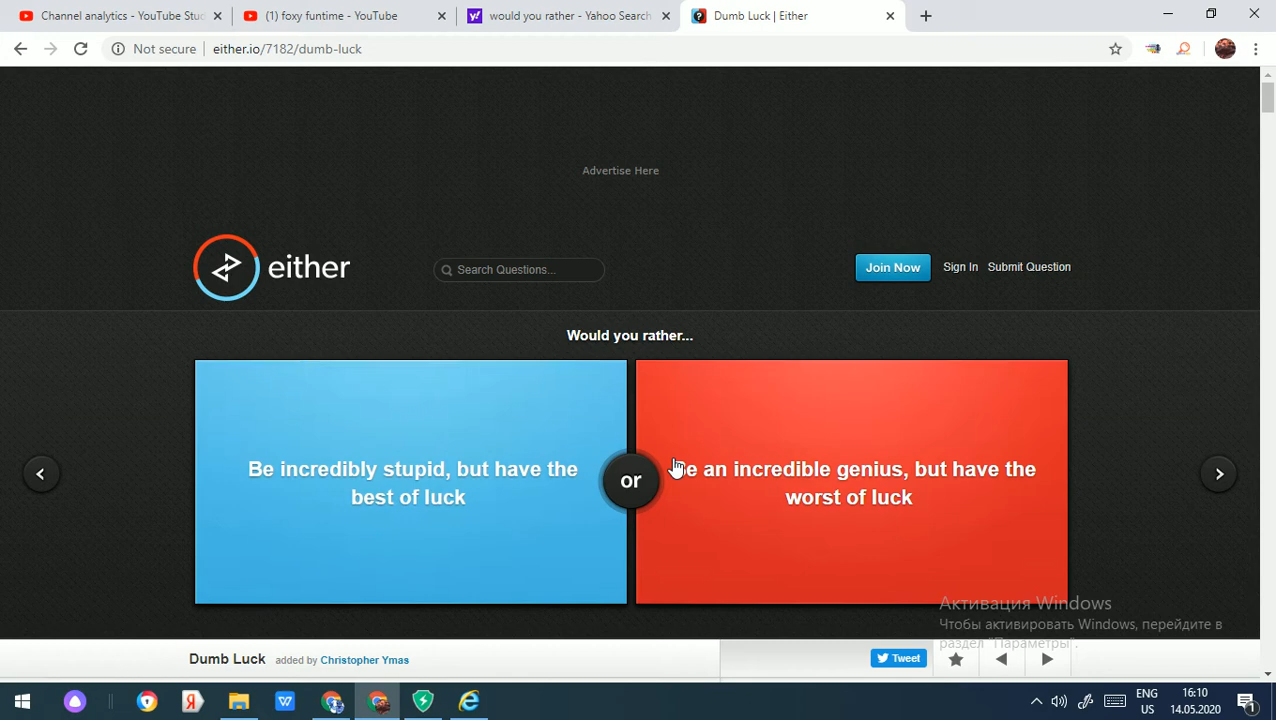 Channel analytics - YouTube Stu
(1) foxy funtime - YouTube
would you rather - Yahoo Search
Dumb Luck | Either
Not secure
either.io/7182/dumb-luck
Advertise Here
either
Search Questions...
Join Now
Sign In
Submit Question
Would you rather...
Be incredibly stupid, but have the
best of luck
or
e an incredible genius, but have the
worst of luck
Активация Windows
Чтобы активировать Windows, перейдите в
раздел "Параметры".
Dumb Luck added by Christopher Ymas
Tweet
ENG
US
16:10
14.05.2020
1